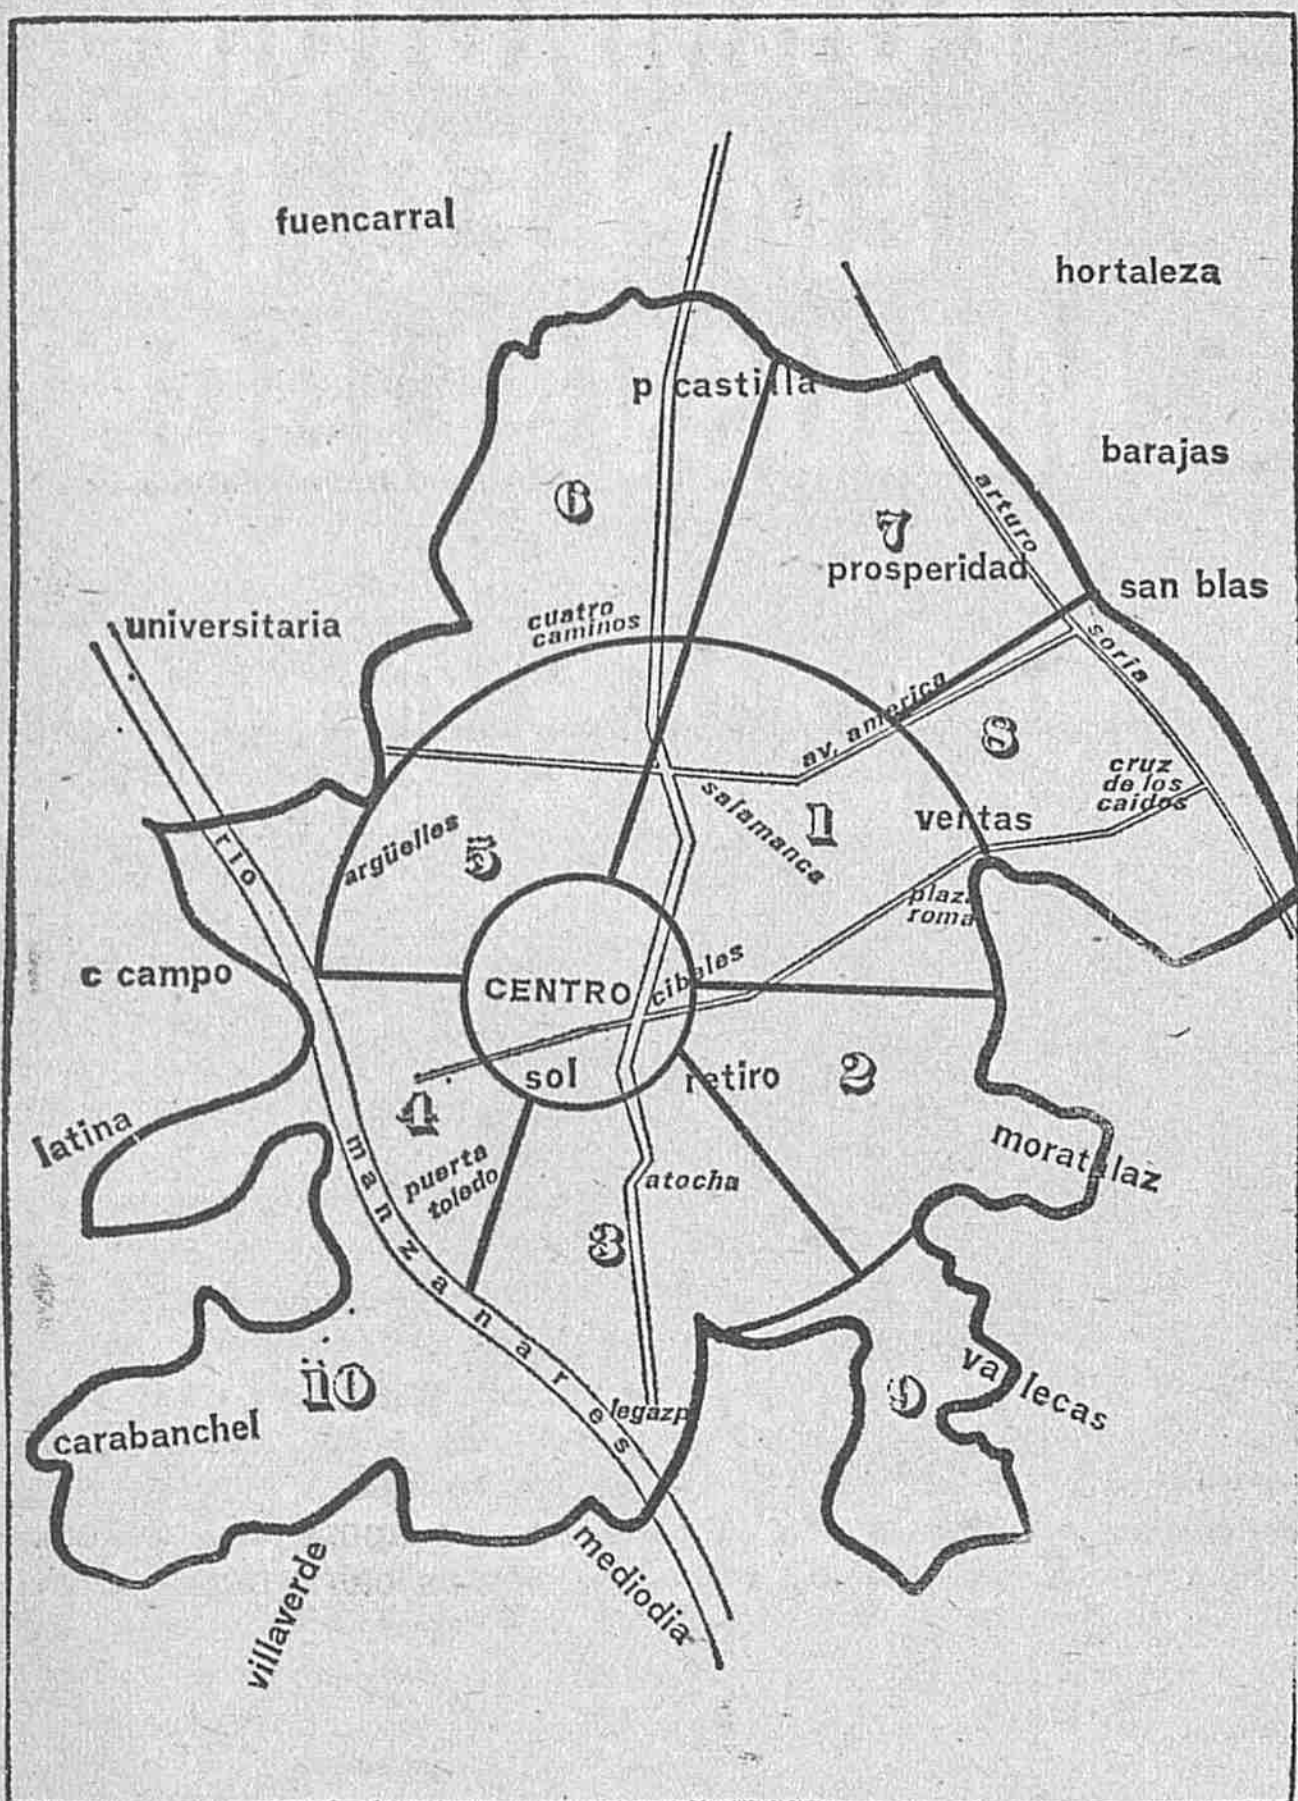 fuencarral
hortaleza
p castilla
barajas
6
arturo
7
prosperidad
san blas
universitaria
cuatro
caminos
soria
av. america
8
cruz
de los
caidos
salamanca
1
ventas
argüelles
5
rio
plaz.
roma
c campo
CENTRO
cibeles
sol
retiro
2
4
latina
manzanares
puerta
toledo
atocha
moratalaz
3
10
vallecas
9
carabanchel
legazpi
villaverde
mediodia